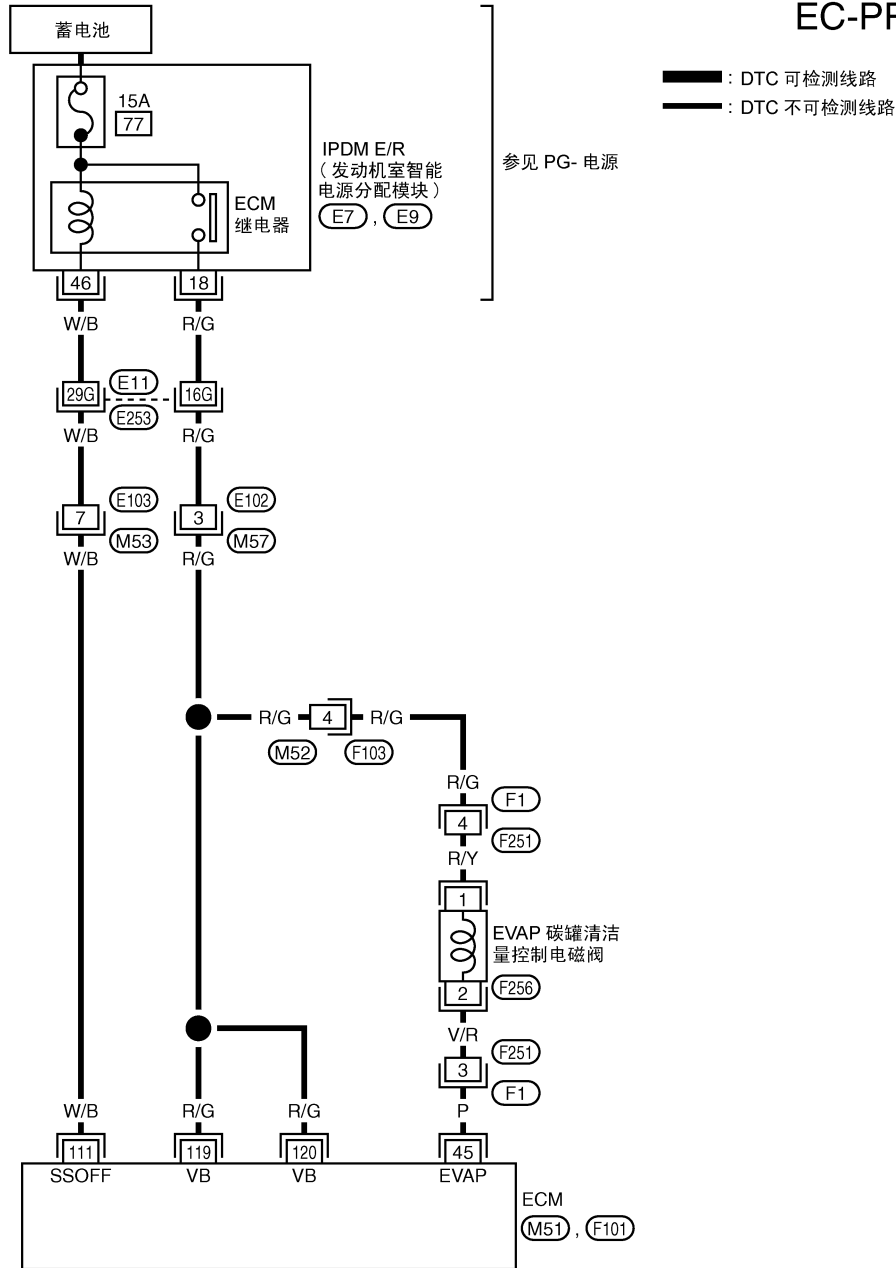 EC-PF
蓄电池
: DTC 可检测线路
: DTC 不可检测线路
15A
77
IPDM E/R
(发动机室智能
电源分配模块)
E7 , E9
参见 PG- 电源
ECM
继电器
46
18
W/B
R/G
29G
E11
16G
E253
W/B
R/G
7
E103
3
E102
M53
M57
W/B
R/G
R/G
4
R/G
M52
F103
R/G
F1
4
F251
R/Y
1
EVAP 碳罐清洁
量控制电磁阀
2
F256
V/R
F251
3
F1
W/B
R/G
R/G
P
111
119
120
45
SSOFF
VB
VB
EVAP
ECM
M51 , F101